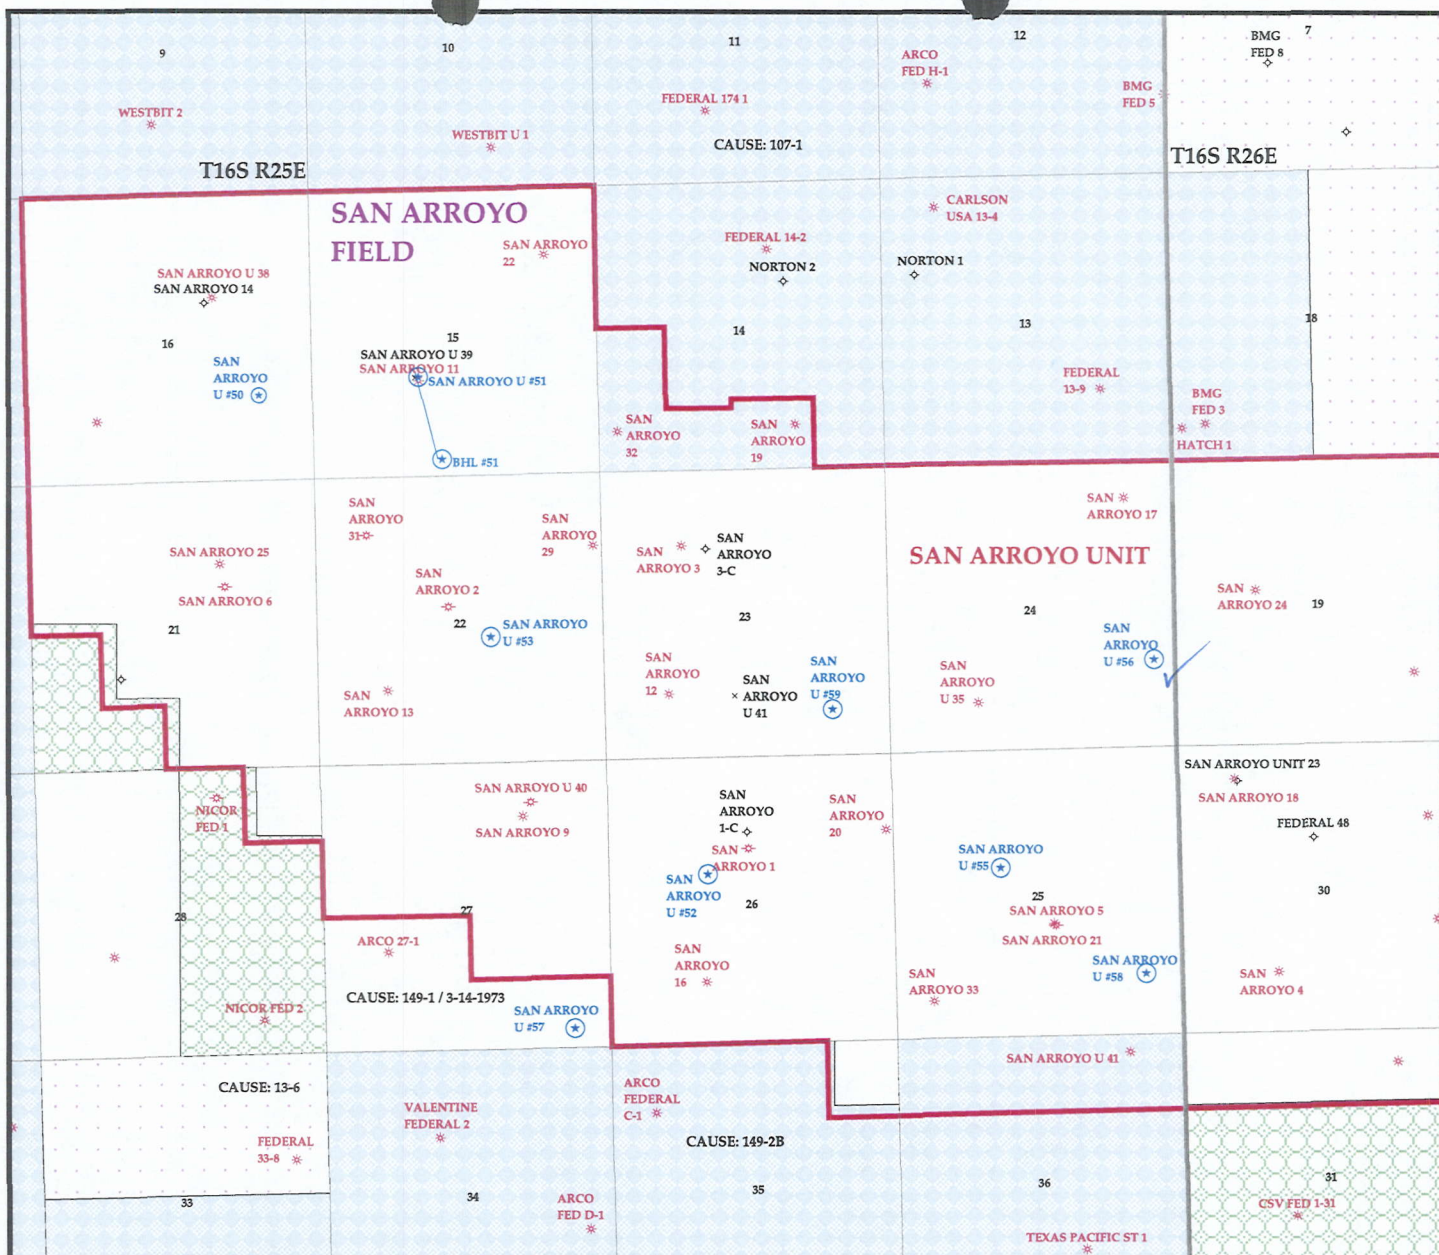 9
10
11
12
7
BMG
FED 8
ARCO
FED H-1
BMG
FED 5
WESTBIT 2
FEDERAL 174 1
WESTBIT U 1
CAUSE: 107-1
T16S R25E
T16S R26E
SAN ARROYO
FIELD
SAN ARROYO
22
CARLSON
USA 13-4
FEDERAL 14-2
NORTON 2
NORTON 1
SAN ARROYO U 38
SAN ARROYO 14
16
15
14
13
18
SAN ARROYO U 39
SAN ARROYO 11
SAN ARROYO U #51
SAN
ARROYO
U #50
BHL #51
SAN
ARROYO
32
SAN
ARROYO
19
FEDERAL
13-9
BMG
FED 3
HATCH 1
SAN
ARROYO
31
SAN
ARROYO
29
SAN ARROYO 25
SAN ARROYO 6
SAN
ARROYO 2
SAN
ARROYO 3
SAN
ARROYO
3-C
SAN
ARROYO 17
SAN ARROYO UNIT
SAN
ARROYO 24
21
22
23
24
19
SAN ARROYO
U #53
SAN
ARROYO
U #56
SAN
ARROYO
12
SAN
ARROYO
U 41
SAN
ARROYO
U #59
SAN
ARROYO
U 35
SAN
ARROYO 13
NICOR
FED 1
SAN ARROYO U 40
SAN ARROYO 9
SAN
ARROYO
1-C
SAN
ARROYO 1
SAN
ARROYO
20
SAN ARROYO UNIT 23
SAN ARROYO 18
FEDERAL 48
SAN
ARROYO
U #52
SAN ARROYO
U #55
28
27
26
25
30
SAN ARROYO 5
SAN ARROYO 21
ARCO 27-1
SAN
ARROYO
16
SAN
ARROYO 33
SAN ARROYO
U #58
SAN
ARROYO 4
CAUSE: 149-1 / 3-14-1973
NICOR FED 2
SAN ARROYO
U #57
SAN ARROYO U 41
CAUSE: 13-6
VALENTINE
FEDERAL 2
ARCO
FEDERAL
C-1
CAUSE: 149-2B
FEDERAL
33-8
33
34
35
36
31
ARCO
FED D-1
CSV FED 1-31
TEXAS PACIFIC ST 1